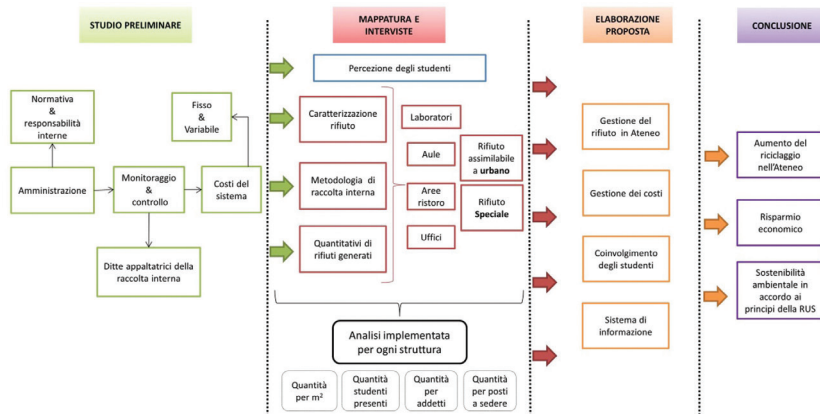 STUDIO PRELIMINARE
Normativa
&
responsabilità
interne
Fisso
&
Variabile
Amministrazione
Monitoraggio
&
controllo
Costi del
sistema
Ditte appaltatrici della
raccolta interna
MAPPATURA E
INTERVISTE
Percezione degli studenti
Caratterizzazione
rifiuto
Metodologia di
raccolta interna
Quantitativi di
rifiuti generati
Laboratori
Aule
Aree
ristoro
Uffici
Rifiuto
assimilabile
a urbano
Rifiuto
Speciale
Analisi implementata
per ogni struttura
Quantità
per m²
Quantità
studenti
presenti
Quantità
per
addetti
Quantità
per posti
a sedere
ELABORAZIONE
PROPOSTA
Gestione del
rifiuto in Ateneo
Gestione dei costi
Coinvolgimento
degli studenti
Sistema di
informazione
CONCLUSIONE
Aumento del
riciclaggio
nell'Ateneo
Risparmio
economico
Sostenibilità
ambientale in
accordo ai
principi della RUS